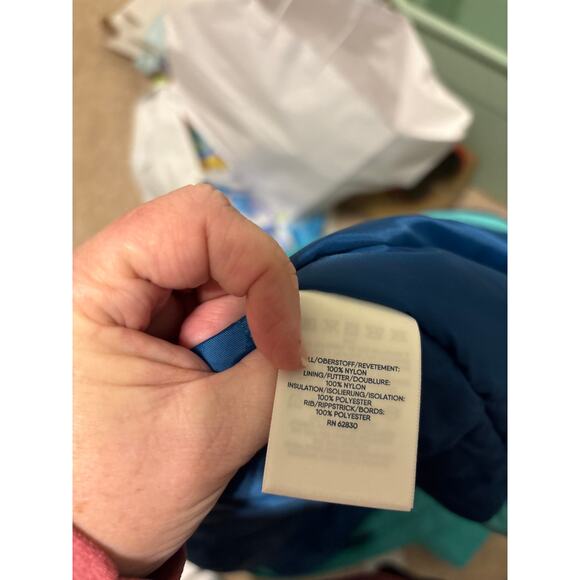 LL/OBERSTOFF/REVETEMENT:
100% NYLON
LINING/FUTTER/DOUBLURE:
100% NYLON
INSULATION/ISOLIERUNG/ISOLATION:
100% POLYESTER
RIB/RIPPSTRICK/BORDS:
100% POLYESTER
RN 62830